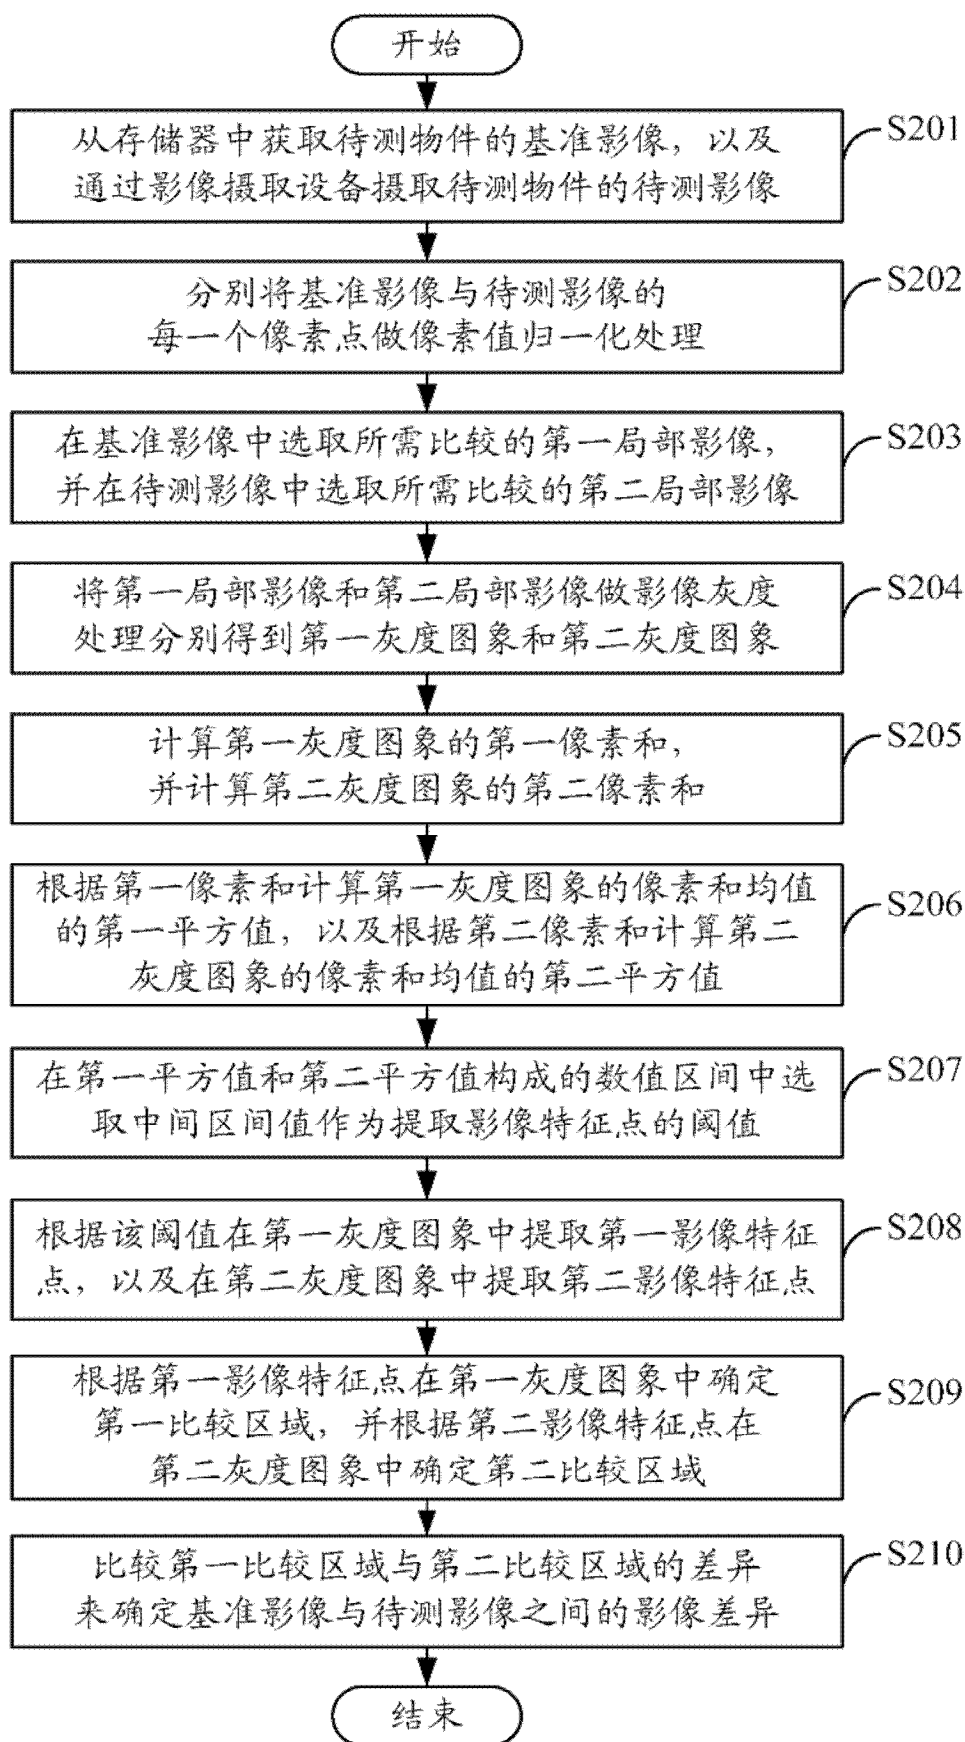 开始
从存储器中获取待测物件的基准影像，以及
通过影像摄取设备摄取待测物件的待测影像
S201
分别将基准影像与待测影像的
每一个像素点做像素值归一化处理
S202
在基准影像中选取所需比较的第一局部影像，
并在待测影像中选取所需比较的第二局部影像
S203
将第一局部影像和第二局部影像做影像灰度
处理分别得到第一灰度图象和第二灰度图象
S204
计算第一灰度图象的第一像素和，
并计算第二灰度图象的第二像素和
S205
根据第一像素和计算第一灰度图象的像素和均值
的第一平方值，以及根据第二像素和计算第二
灰度图象的像素和均值的第二平方值
S206
在第一平方值和第二平方值构成的数值区间中选
取中间区间值作为提取影像特征点的阈值
S207
根据该阈值在第一灰度图象中提取第一影像特征
点，以及在第二灰度图象中提取第二影像特征点
S208
根据第一影像特征点在第一灰度图象中确定
第一比较区域，并根据第二影像特征点在
第二灰度图象中确定第二比较区域
S209
比较第一比较区域与第二比较区域的差异
来确定基准影像与待测影像之间的影像差异
S210
结束